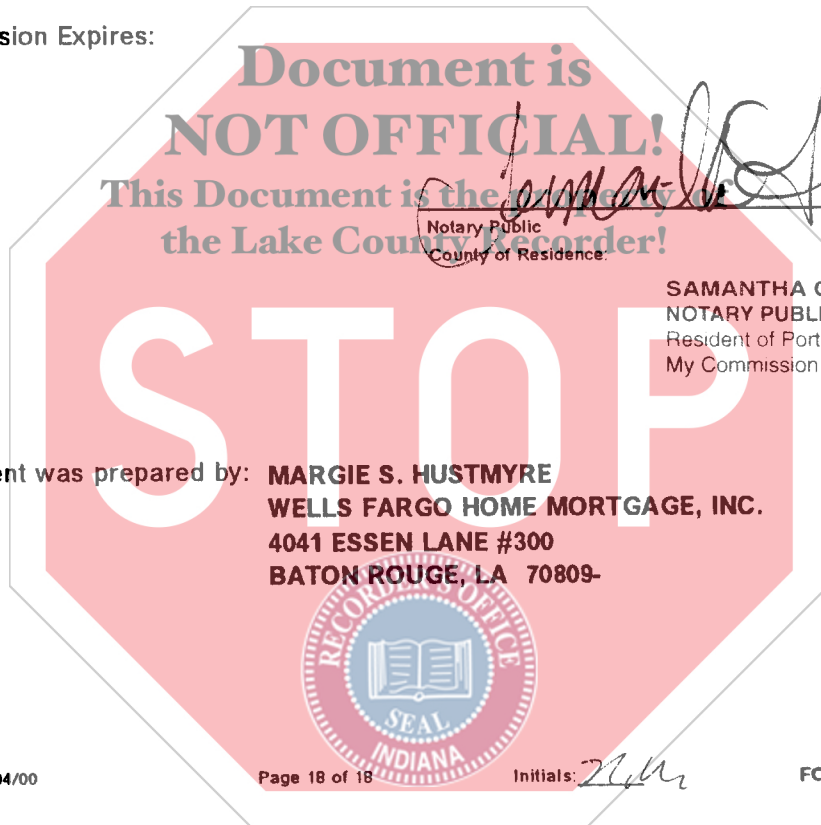 sion Expires:
Document is
NOT OFFICIAL!
This Document is the property of
the Lake County Recorder!
Notary Public
County of Residence:
SAMANTHA
NOTARY PUBLI
Resident of Port
My Commission
STOP
ent was prepared by: MARGIE S. HUSTMYRE
WELLS FARGO HOME MORTGAGE, INC.
4041 ESSEN LANE #300
BATON ROUGE, LA 70809-
RECORDER'S OFFICE
SEAL
INDIANA
04/00
Page 18 of 18
Initials:
FO